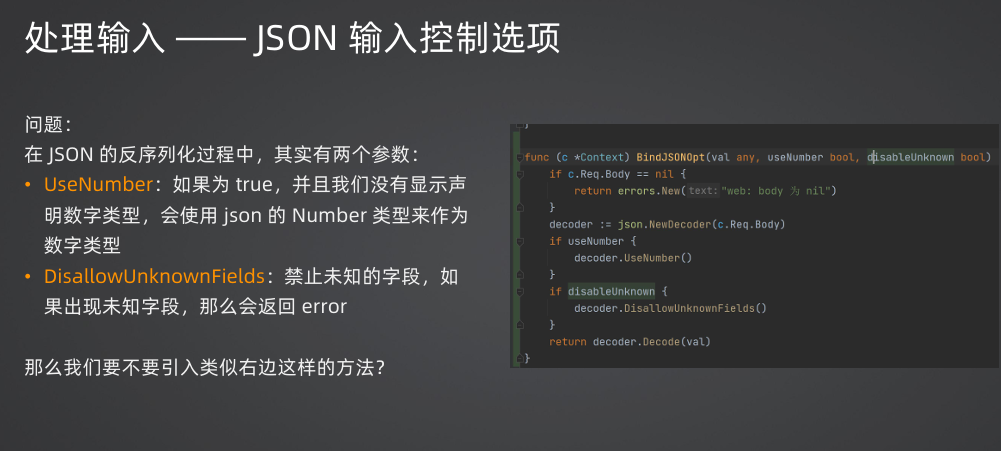 处理输入 —— JSON 输入控制选项
问题：
在 JSON 的反序列化过程中，其实有两个参数：
• UseNumber：如果为 true，并且我们没有显示声
明数字类型，会使用 json 的 Number 类型来作为
数字类型
• DisallowUnknownFields：禁止未知的字段，如
果出现未知字段，那么会返回 error
那么我们要不要引入类似右边这样的方法？
}
func (c *Context) BindJSONOpt(val any, useNumber bool, disableUnknown bool)
if c.Req.Body == nil {
return errors.New( text: "web: body 为 nil")
}
decoder := json.NewDecoder(c.Req.Body)
if useNumber {
decoder.UseNumber()
}
if disableUnknown {
decoder.DisallowUnknownFields()
}
return decoder.Decode(val)
}